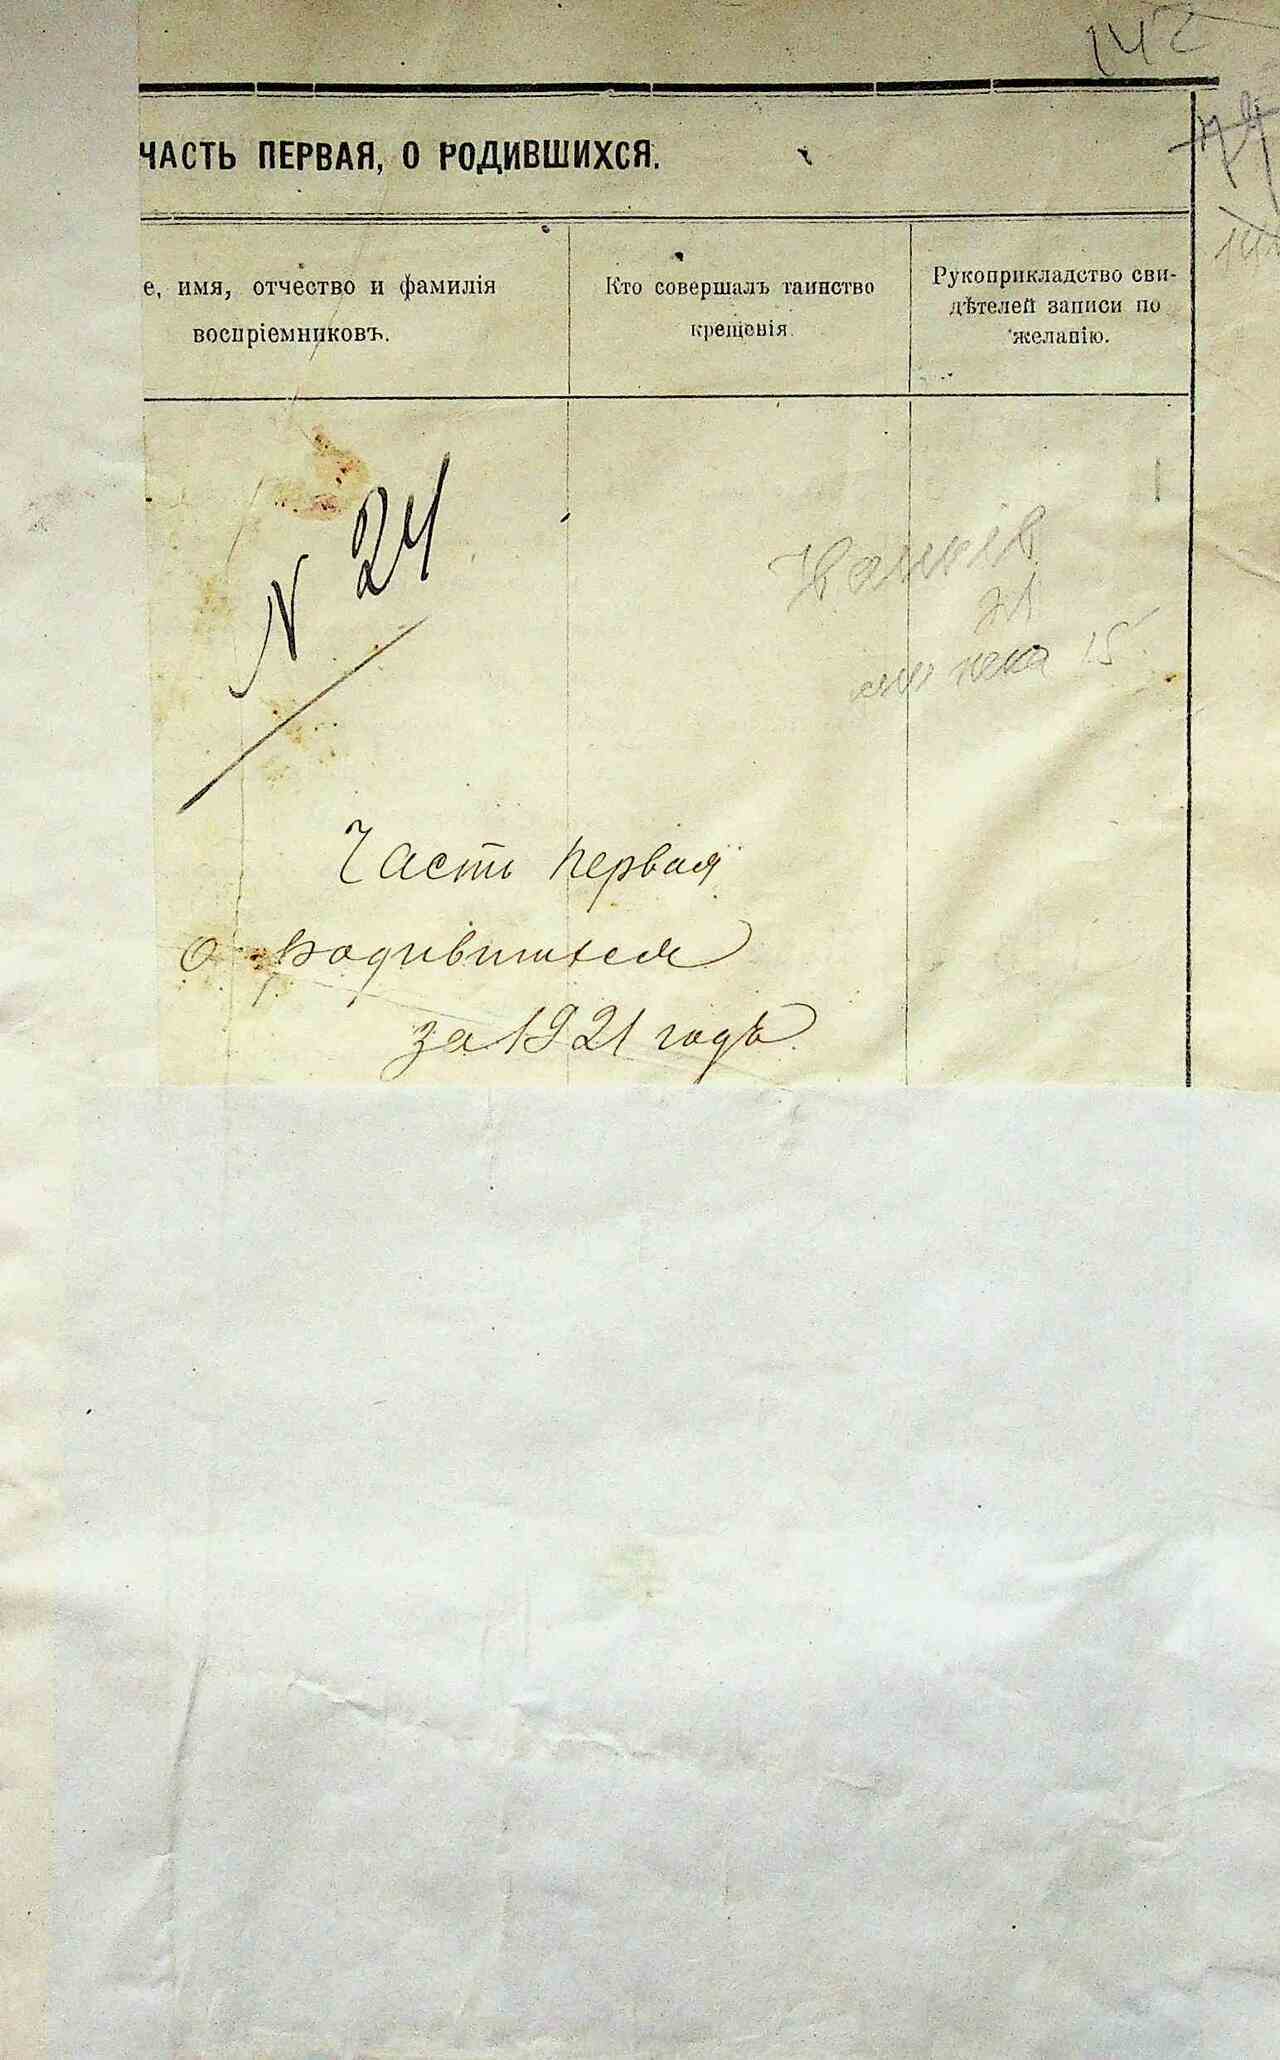 142
ЧАСТЬ ПЕРВАЯ, О РОДИВШИХСЯ.
е, имя, отчество и фамилія
воспріемниковъ.
Кто совершалъ таинство
крещенія.
Рукоприкладство сви-
дѣтелей записи по
желанію.
N 24
Часть первая
О родившихся
за 1921 годъ